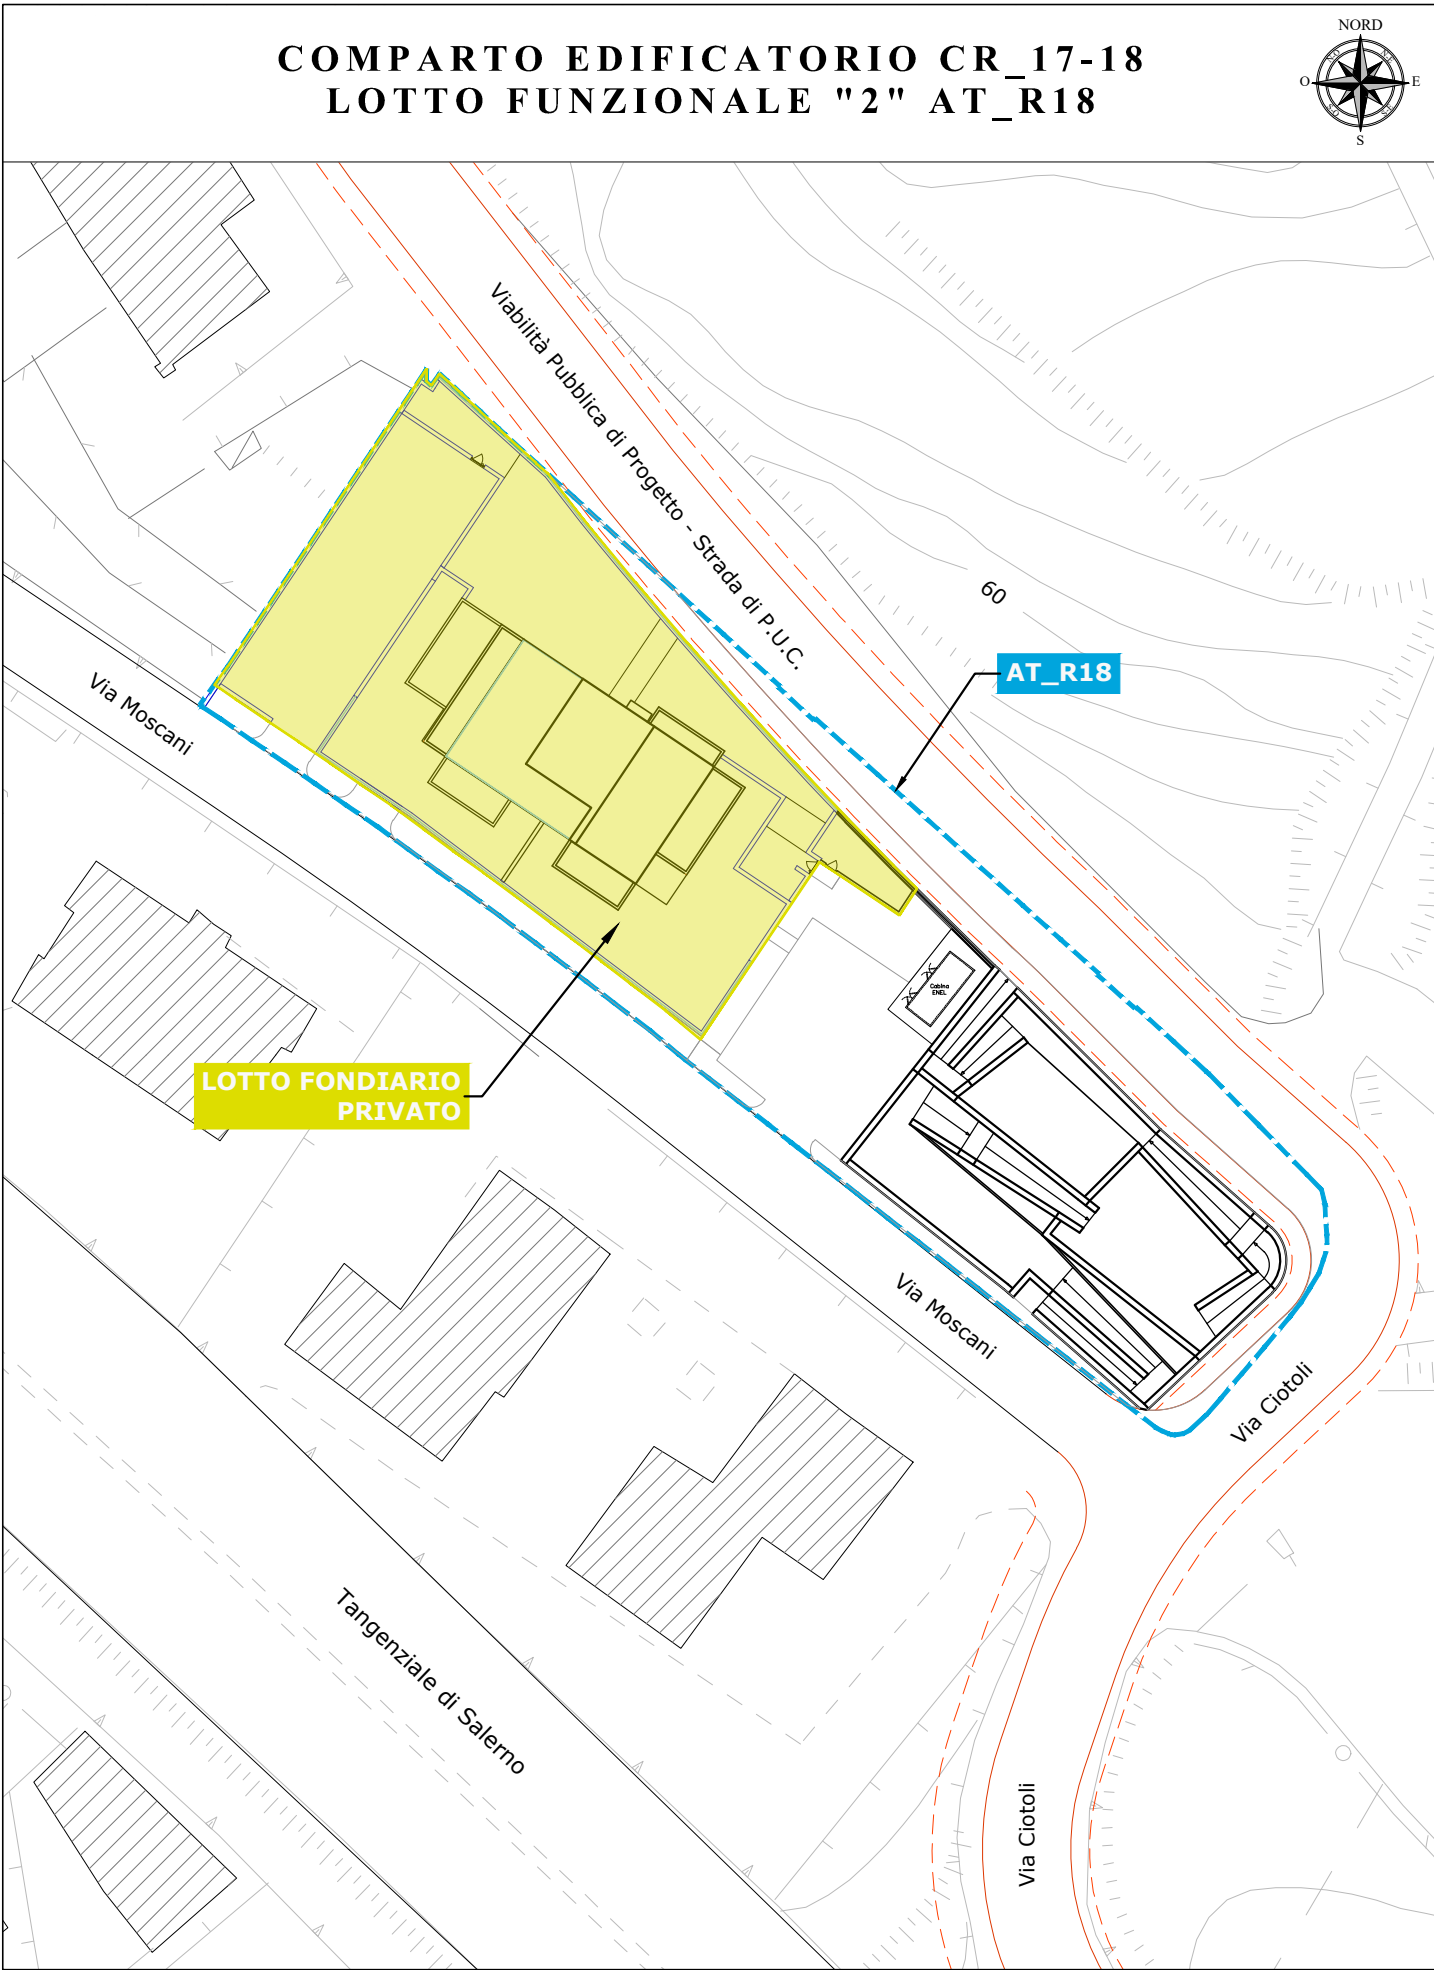 NORD
COMPARTO EDIFICATORIO CR_17-18
LOTTO FUNZIONALE "2" AT_R18
O
E
S
Viabilità Pubblica di Progetto - Strada di P.U.C.
60
AT_R18
Via Moscani
Cabina
ENEL
LOTTO FONDIARIO
PRIVATO
Via Moscani
Via Ciotoli
Tangenziale di Salerno
Via Ciotoli